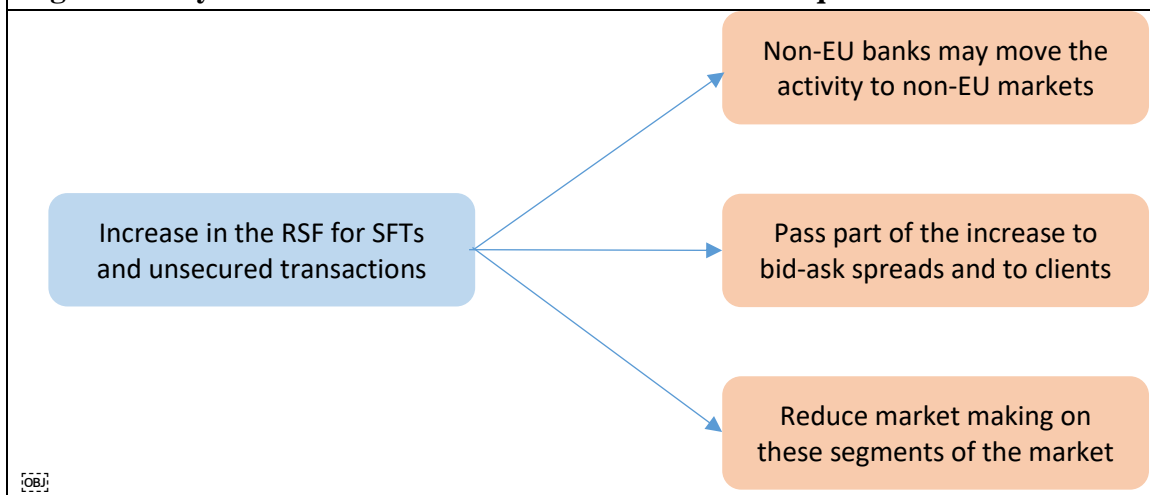 Non-EU banks may move the
activity to non-EU markets
Increase in the RSF for SFTs
and unsecured transactions
Pass part of the increase to
bid-ask spreads and to clients
Reduce market making on
these segments of the market
OBJ